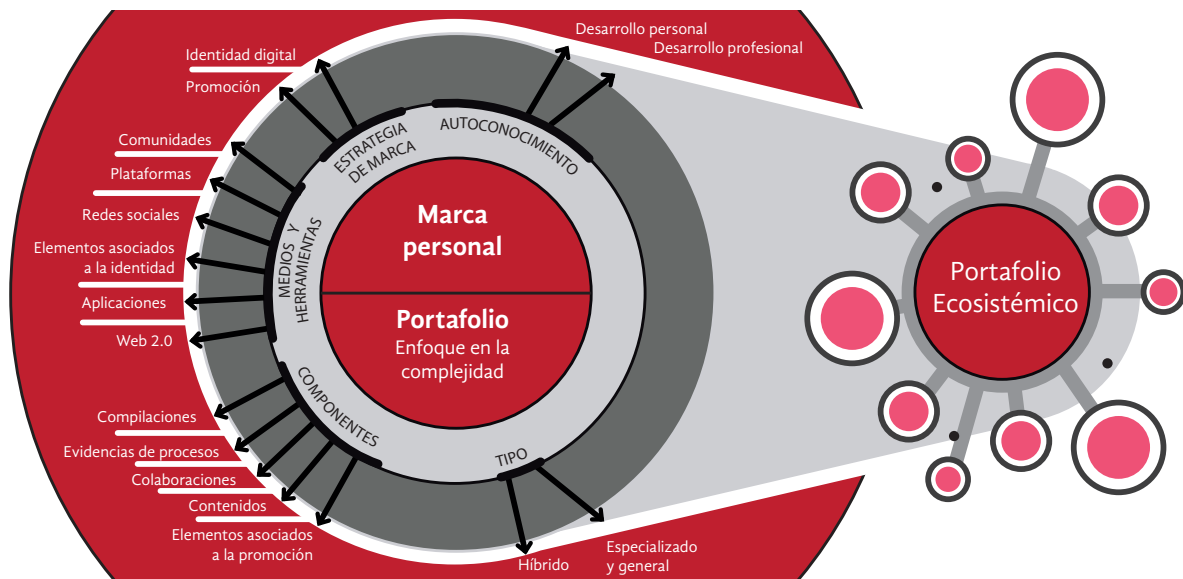 Desarrollo personal
Desarrollo profesional
Identidad digital
Promoción
Comunidades
Plataformas
Redes sociales
Elementos asociados
a la identidad
Aplicaciones
Web 2.0
Compilaciones
Evidencias de procesos
Colaboraciones
Contenidos
Elementos asociados
a la promoción
Híbrido
Especializado
y general
AUTOCONOCIMIENTO
ESTRATEGIA
DE MARCA
MEDIOS Y
HERRAMIENTAS
COMPONENTES
TIPO
Marca
personal
Portafolio
Enfoque en la
complejidad
Portafolio
Ecosistémico